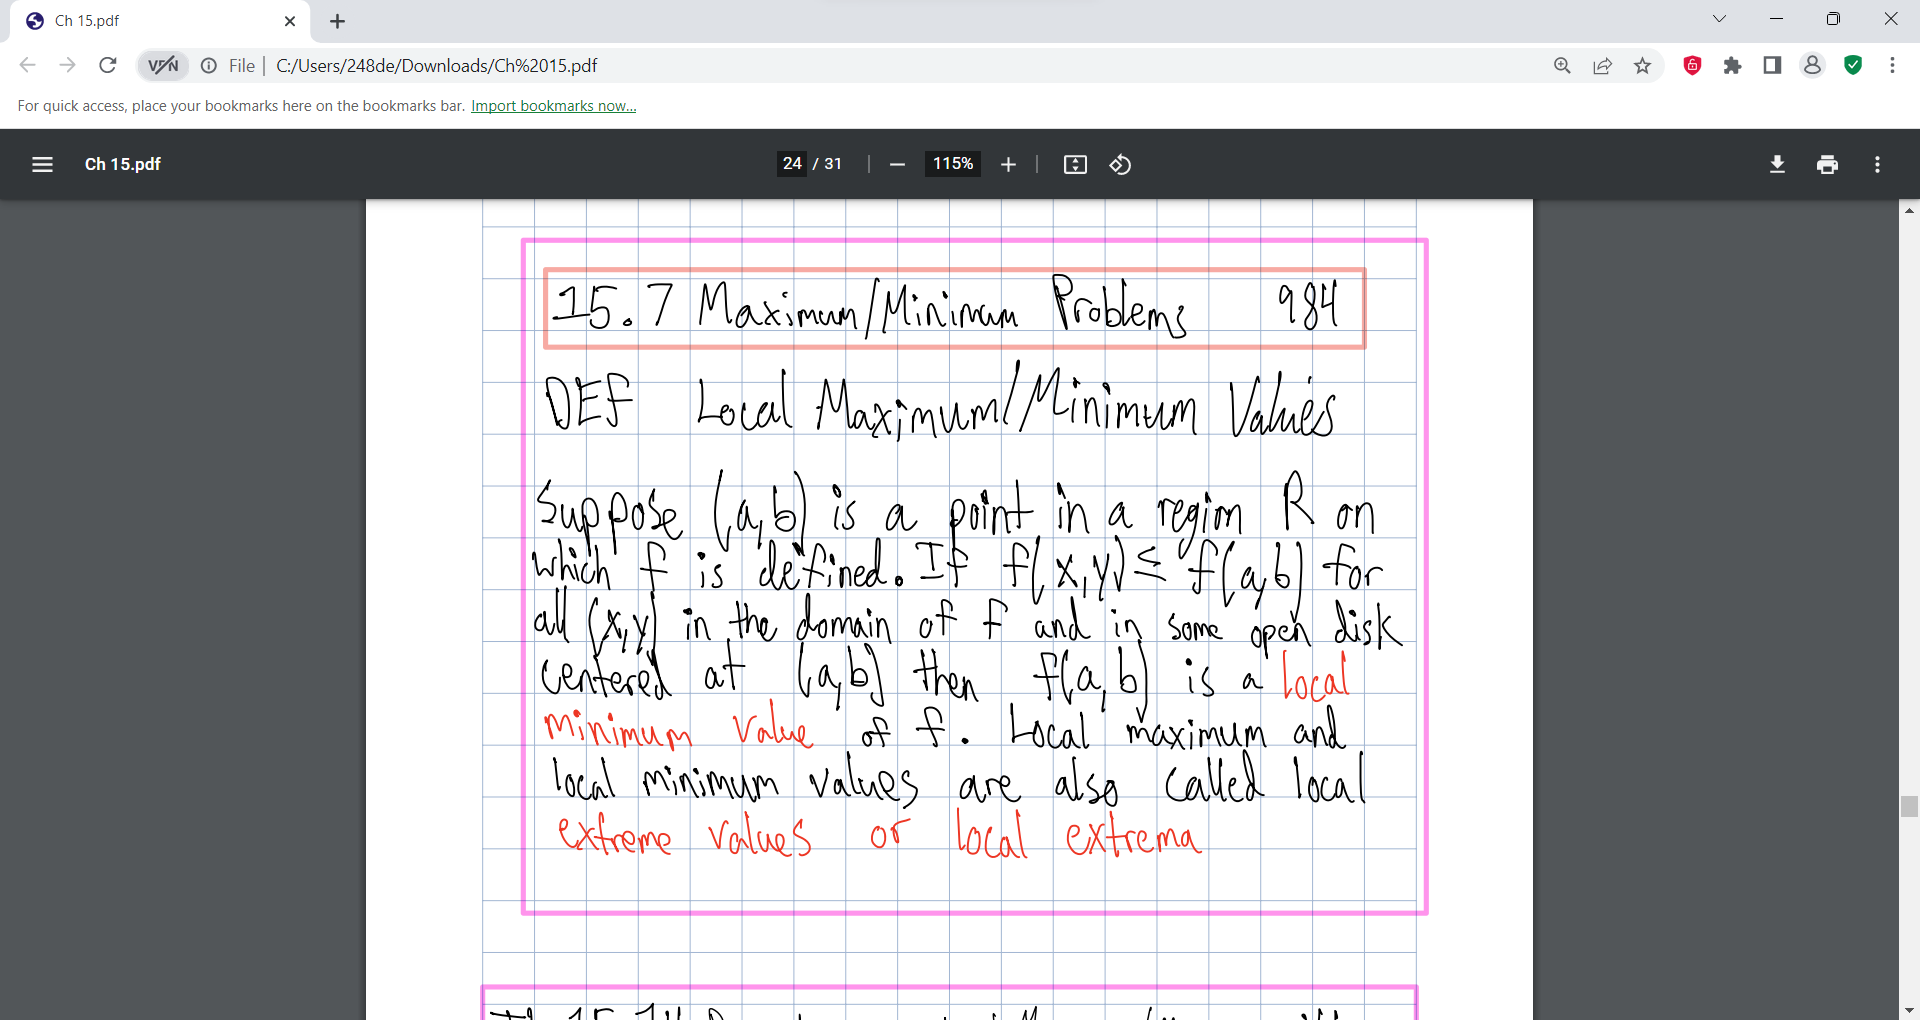 Ch 15.pdf
VPN File C:/Users/248de/Downloads/Ch%2015.pdf
For quick access, place your bookmarks here on the bookmarks bar. Import bookmarks now...
Ch 15.pdf 24 / 31 115%
15.7 Maximum/Minimum Problems 984
DEF Local Maximum/Minimum Values
Suppose (a,b) is a point in a region R on
which f is defined. If f(x,y) ≤ f(a,b) for
all (x,y) in the domain of f and in some open disk
centered at (a,b) then f(a,b) is a local
minimum value of f. Local maximum and
local minimum values are also called local
extreme values or local extrema